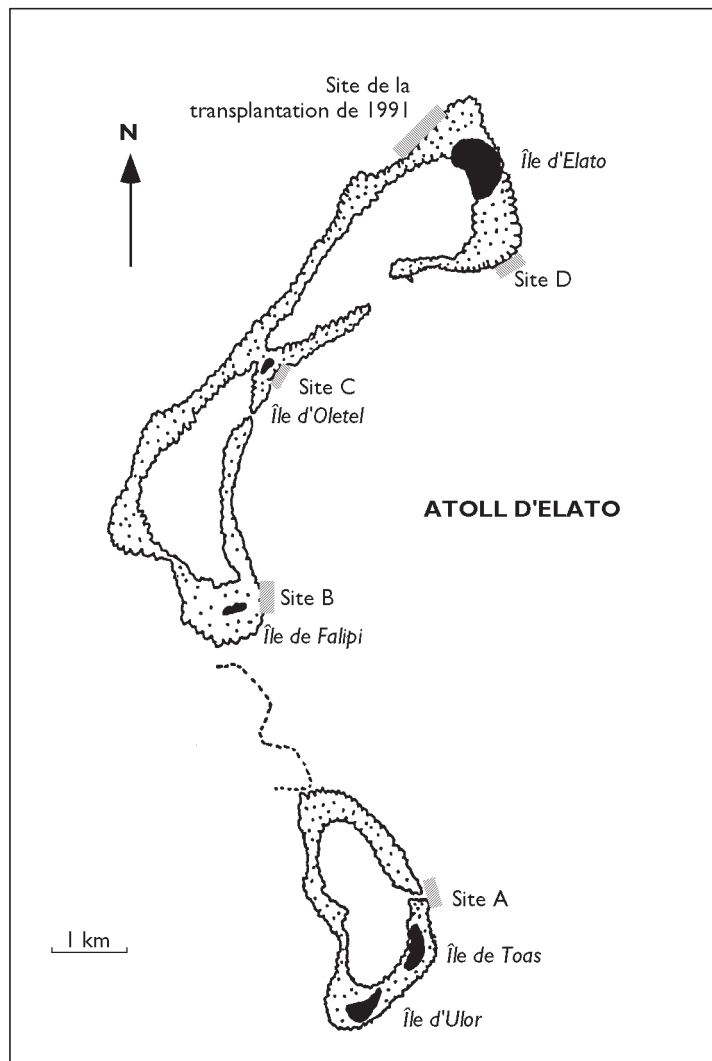 Site de la
transplantation de 1991
N
Île d'Elato
Site D
Site C
Île d'Oletel
ATOLL D'ELATO
Site B
Île de Falipi
Site A
1 km
Île de Toas
Île d'Ulor